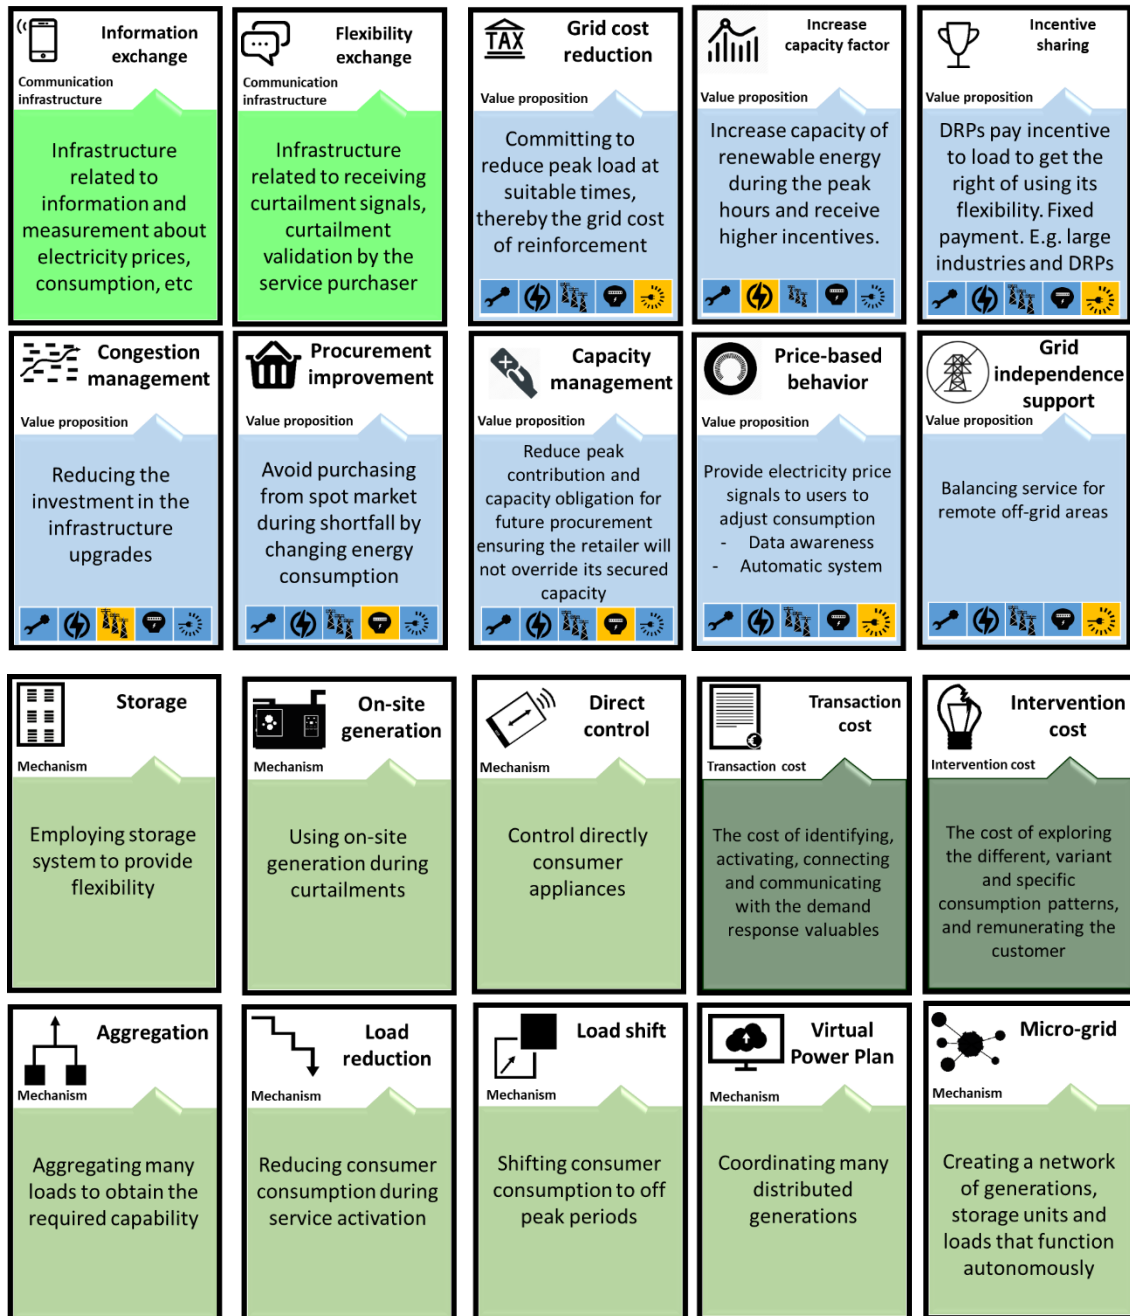 Information
exchange
Communication
infrastructure
Infrastructure
related to
information and
measurement about
electricity prices,
consumption, etc
Flexibility
exchange
Communication
infrastructure
Infrastructure
related to receiving
curtailment signals,
curtailment
validation by the
service purchaser
TAX
Grid cost
reduction
Value proposition
Committing to
reduce peak load at
suitable times,
thereby the grid cost
of reinforcement
Increase
capacity factor
Value proposition
Increase capacity of
renewable energy
during the peak
hours and receive
higher incentives.
Incentive
sharing
Value proposition
DRPs pay incentive
to load to get the
right of using its
flexibility. Fixed
payment. E.g. large
industries and DRPs
Congestion
management
Value proposition
Reducing the
investment in the
infrastructure
upgrades
Procurement
improvement
Value proposition
Avoid purchasing
from spot market
during shortfall by
changing energy
consumption
Capacity
management
Value proposition
Reduce peak
contribution and
capacity obligation for
future procurement
ensuring the retailer will
not override its secured
capacity
Price-based
behavior
Value proposition
Provide electricity price
signals to users to
adjust consumption
- Data awareness
- Automatic system
Grid
independence
support
Value proposition
Balancing service for
remote off-grid areas
Storage
Mechanism
Employing storage
system to provide
flexibility
On-site
generation
Mechanism
Using on-site
generation during
curtailments
Direct
control
Mechanism
Control directly
consumer
appliances
Transaction
cost
Transaction cost
The cost of identifying,
activating, connecting
and communicating
with the demand
response valuables
Intervention
cost
Intervention cost
The cost of exploring
the different, variant
and specific
consumption patterns,
and remunerating the
customer
Aggregation
Mechanism
Aggregating many
loads to obtain the
required capability
Load
reduction
Mechanism
Reducing consumer
consumption during
service activation
Load shift
Mechanism
Shifting consumer
consumption to off
peak periods
Virtual
Power Plan
Mechanism
Coordinating many
distributed
generations
Micro-grid
Mechanism
Creating a network
of generations,
storage units and
loads that function
autonomously